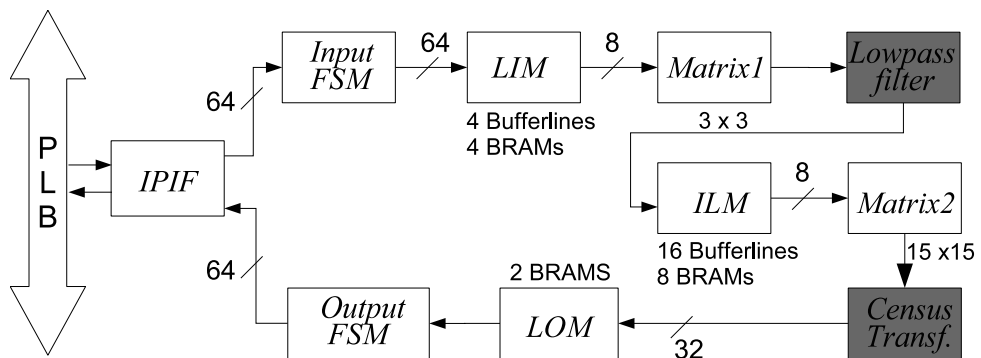 PLB
IPIF
64
Input
FSM
64
LIM
4 Bufferlines
4 BRAMs
8
Matrix1
3 x 3
Lowpass
filter
ILM
16 Bufferlines
8 BRAMs
8
Matrix2
15 x15
Census
Transf.
32
2 BRAMS
LOM
Output
FSM
64